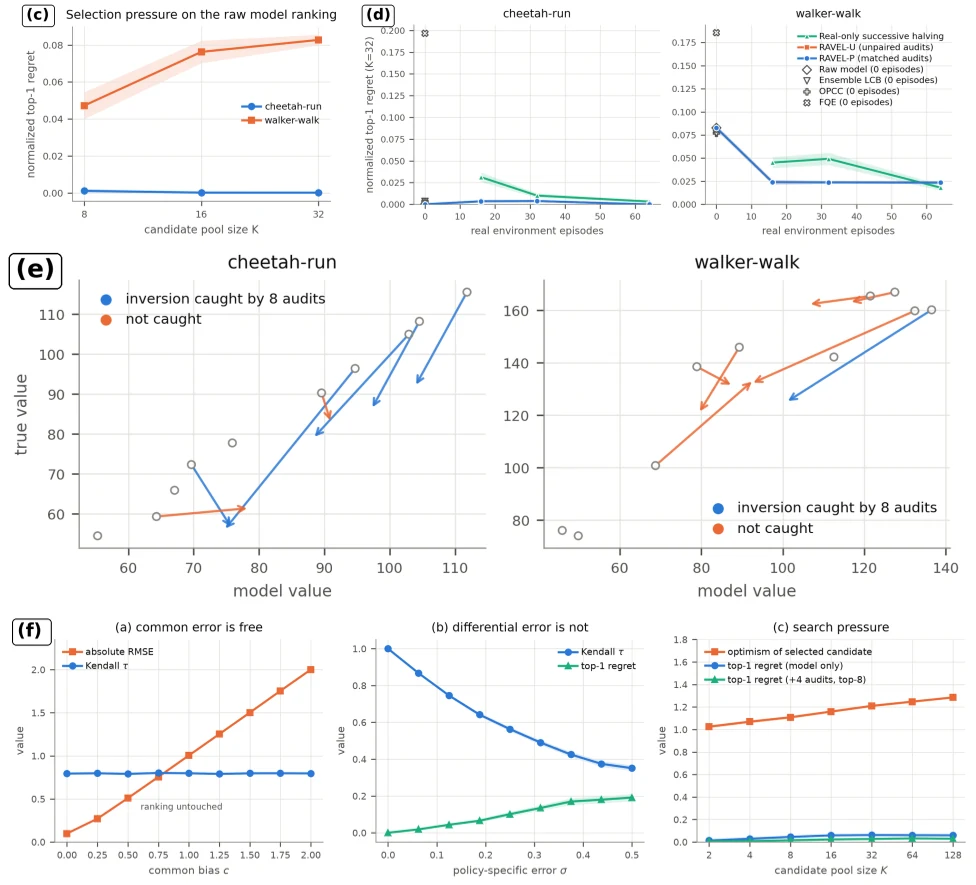 (c)
Selection pressure on the raw model ranking
normalized top-1 regret
0.08
0.06
0.04
0.02
0.00
cheetah-run
walker-walk
8
16
32
candidate pool size K
(d)
cheetah-run
normalized top-1 regret (K=32)
0.200
0.175
0.150
0.125
0.100
0.075
0.050
0.025
0.000
0
10
20
30
40
50
60
real environment episodes
walker-walk
Real-only successive halving
RAVEL-U (unpaired audits)
RAVEL-P (matched audits)
Raw model (0 episodes)
Ensemble LCB (0 episodes)
OPCC (0 episodes)
FQE (0 episodes)
0.175
0.150
0.125
0.100
0.075
0.050
0.025
0.000
0
10
20
30
40
50
60
real environment episodes
(e)
cheetah-run
inversion caught by 8 audits
not caught
true value
110
100
90
80
70
60
60
70
80
90
100
110
model value
walker-walk
160
140
120
100
80
inversion caught by 8 audits
not caught
60
80
100
120
140
model value
(f)
(a) common error is free
absolute RMSE
Kendall τ
value
2.0
1.5
1.0
0.5
0.0
ranking untouched
0.00
0.25
0.50
0.75
1.00
1.25
1.50
1.75
2.00
common bias c
(b) differential error is not
Kendall τ
top-1 regret
value
1.0
0.8
0.6
0.4
0.2
0.0
0.0
0.1
0.2
0.3
0.4
0.5
policy-specific error σ
(c) search pressure
optimism of selected candidate
top-1 regret (model only)
top-1 regret (+4 audits, top-8)
value
1.8
1.6
1.4
1.2
1.0
0.8
0.6
0.4
0.2
0.0
2
4
8
16
32
64
128
candidate pool size K